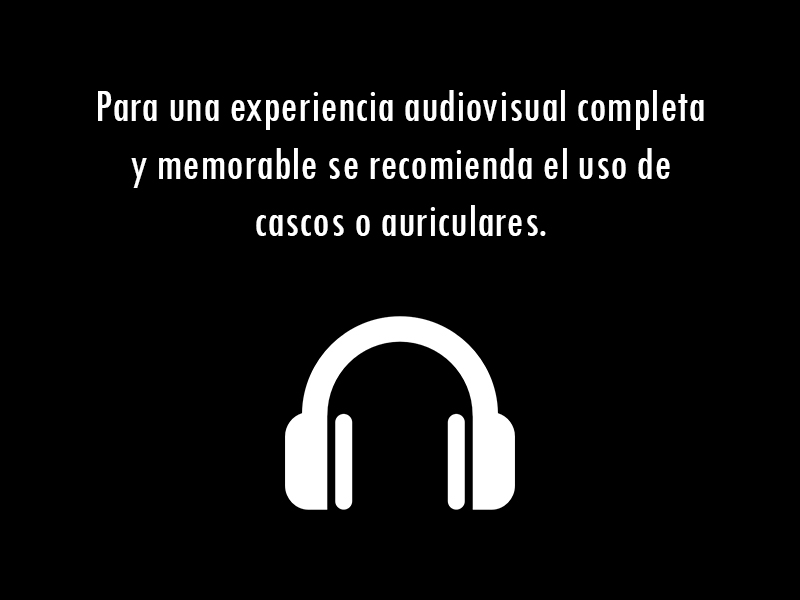 Para una experiencia audiovisual completa
y memorable se recomienda el uso de
cascos o auriculares.